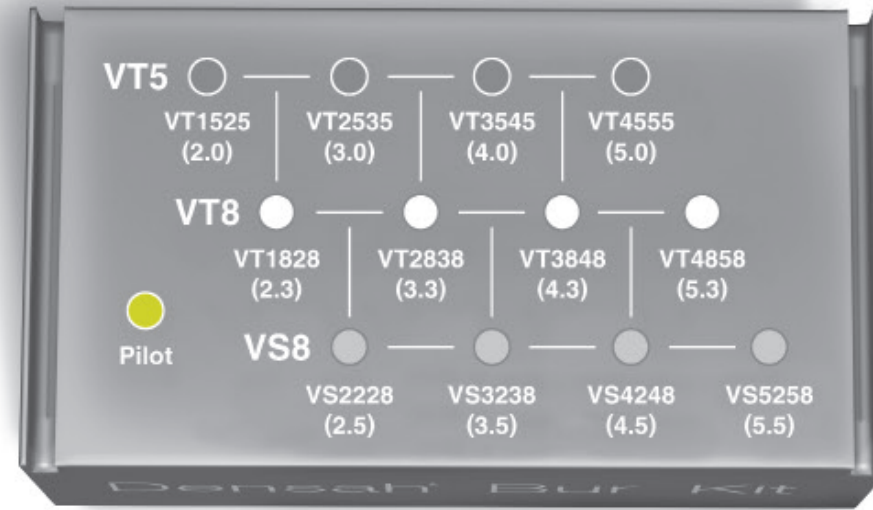 VT5
VT1525 VT2535 VT3545 VT4555
(2.0) (3.0) (4.0) (5.0)
VT8
VT1828 VT2838 VT3848 VT4858
(2.3) (3.3) (4.3) (5.3)
Pilot VS8
VS2228 VS3238 VS4248 VS5258
(2.5) (3.5) (4.5) (5.5)
Densah® Bur Kit